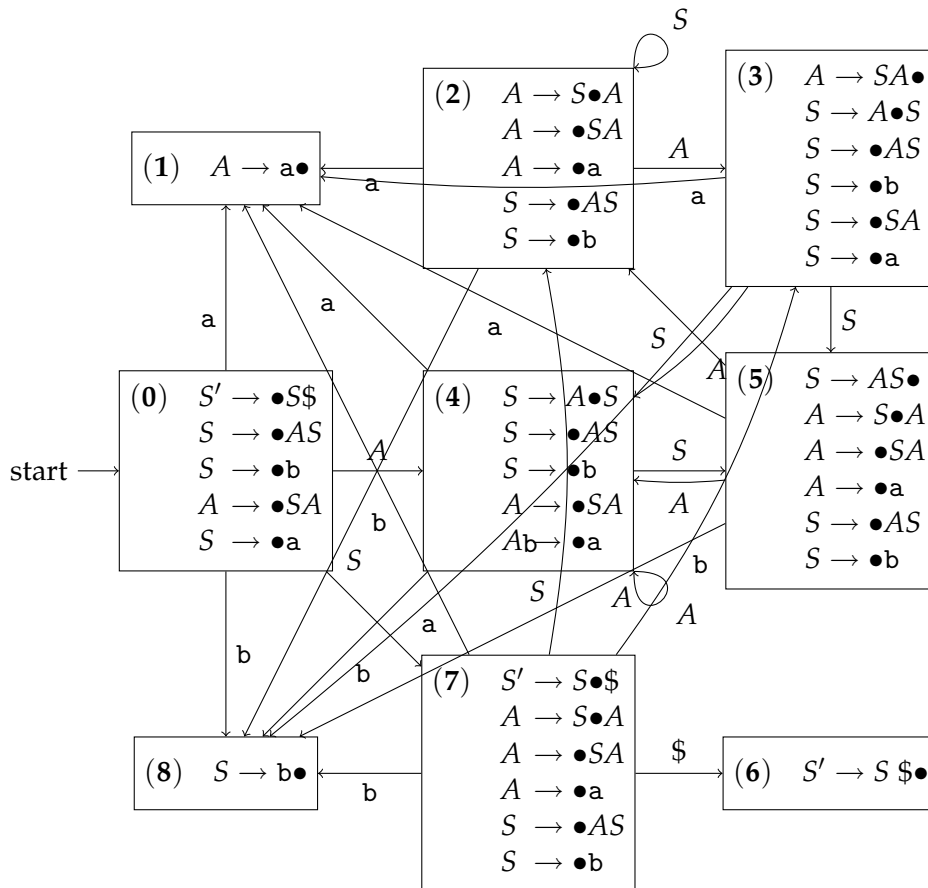 S
(2) A → S●A
A → ●SA
A → ●a
S → ●AS
S → ●b
(3) A → SA●
S → A●S
S → ●AS
S → ●b
S → ●SA
S → ●a
(1) A → a●
A
a
a
a
a
a
S
S
A
(0) S′ → ●S$
S → ●AS
S → ●b
A → ●SA
S → ●a
(4) S → A●S
S → ●AS
S → ●b
A → ●SA
A → ●a
(5) S → AS●
A → S●A
A → ●SA
A → ●a
S → ●AS
S → ●b
start
A
S
A
b
b
S
S
b
A
A
a
b
b
(7) S′ → S●$
A → S●A
A → ●SA
A → ●a
S → ●AS
S → ●b
$
(8) S → b●
b
(6) S′ → S $●